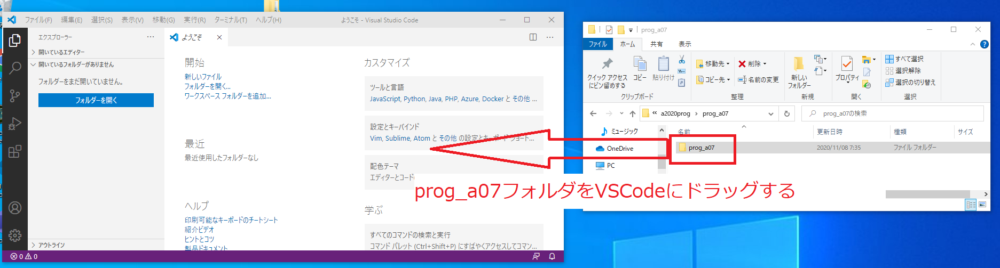 ファイル(F) 編集(E) 選択(S) 表示(V) 移動(G) 実行(R) ターミナル(T) ヘルプ(H) ようこそ - Visual Studio Code
エクスプローラー
ようこそ
開いているエディター
開いているフォルダーがありません
フォルダーをまだ開いていません。
フォルダーを開く
アウトライン
開始
新しいファイル
フォルダーを開く...
ワークスペース フォルダーを追加...
最近
最近使用したフォルダーなし
ヘルプ
印刷可能なキーボードのチートシート
紹介ビデオ
ヒントとコツ
製品ドキュメント
カスタマイズ
ツールと言語
JavaScript, Python, Java, PHP, Azure, Docker と その他 ...
設定とキーバインド
Vim, Sublime, Atom と その他 の設定とキーボード ショート...
配色テーマ
エディターとコードの
学ぶ
すべてのコマンドの検索と実行
コマンド パレット (Ctrl+Shift+P) にすばやくアクセスしてコマン...
0 0
prog_a07
ファイル ホーム 共有 表示
クイック アクセス
にピン留めする
コピー
貼り付け
クリップボード
移動先
コピー先
削除
名前の変更
整理
新しい
フォルダー
新規
プロパティ
開く
すべて選択
選択解除
選択の切り替え
選択
« a2020prog › prog_a07
prog_a07の検索
ミュージック
OneDrive
PC
名前 更新日時 種類 サイズ
prog_a07 2020/11/08 7:35 ファイル フォルダー
prog_a07フォルダをVSCodeにドラッグする